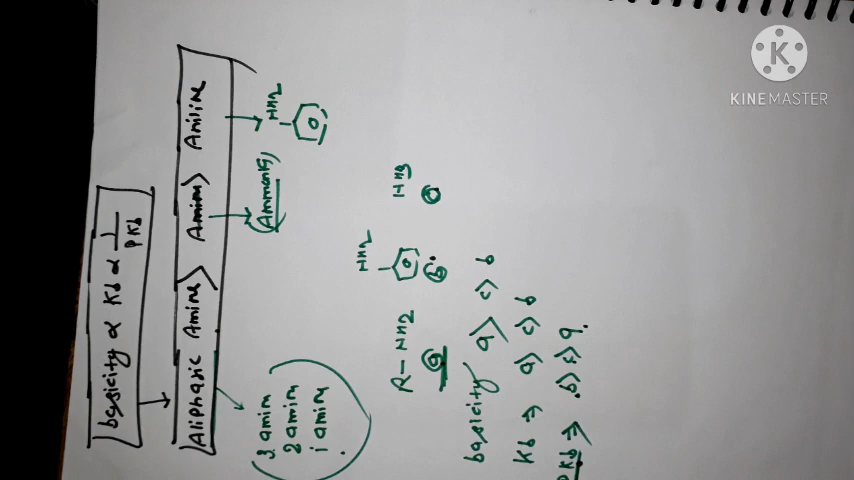 basicity ∝ Kb ∝ 1/PKb
Aliphatic Amine > Amine > Aniline
3 amine
2 amine
1 amine
(Ammonia)
NH2
R-NH2
NH2
NH3
a
b
c
basicity a > c > b
Kb ⇒ a > c > b
PKb ⇒ b > c > a.
KINEMASTER